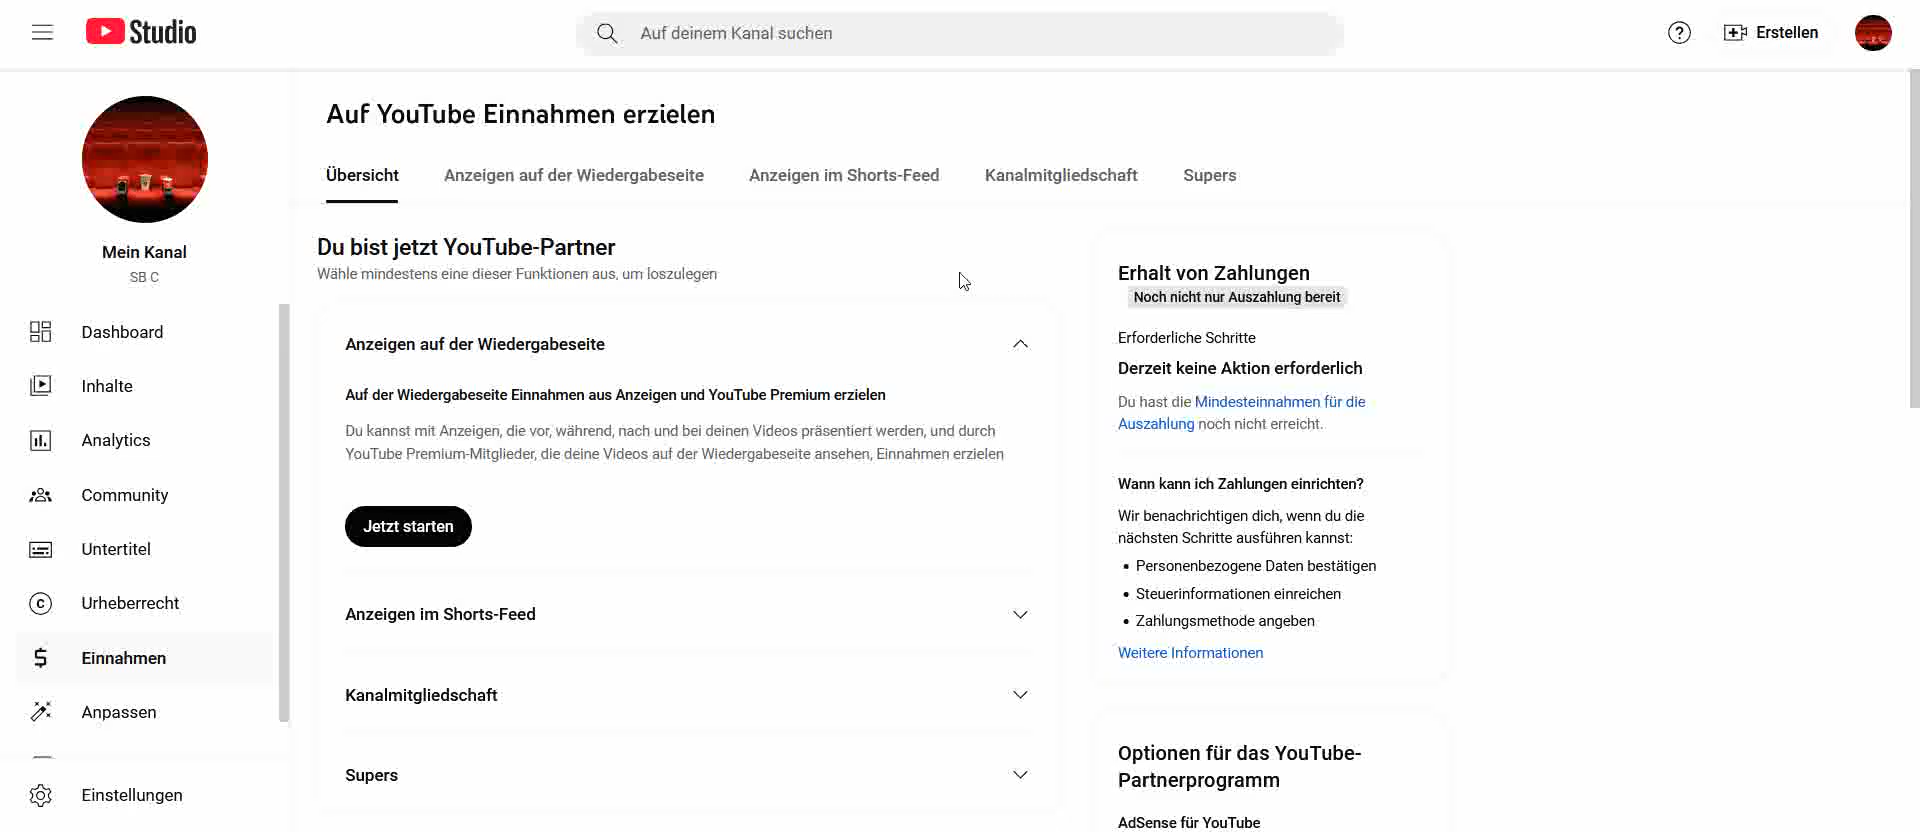 Studio
Auf deinem Kanal suchen
Erstellen
Mein Kanal
SB C
Dashboard
Inhalte
Analytics
Community
Untertitel
Urheberrecht
Einnahmen
Anpassen
Einstellungen
Auf YouTube Einnahmen erzielen
Übersicht
Anzeigen auf der Wiedergabeseite
Anzeigen im Shorts-Feed
Kanalmitgliedschaft
Supers
Du bist jetzt YouTube-Partner
Wähle mindestens eine dieser Funktionen aus, um loszulegen
Anzeigen auf der Wiedergabeseite
Auf der Wiedergabeseite Einnahmen aus Anzeigen und YouTube Premium erzielen
Du kannst mit Anzeigen, die vor, während, nach und bei deinen Videos präsentiert werden, und durch
YouTube Premium-Mitglieder, die deine Videos auf der Wiedergabeseite ansehen, Einnahmen erzielen
Jetzt starten
Anzeigen im Shorts-Feed
Kanalmitgliedschaft
Supers
Erhalt von Zahlungen
Noch nicht nur Auszahlung bereit
Erforderliche Schritte
Derzeit keine Aktion erforderlich
Du hast die Mindesteinnahmen für die
Auszahlung noch nicht erreicht.
Wann kann ich Zahlungen einrichten?
Wir benachrichtigen dich, wenn du die
nächsten Schritte ausführen kannst:
• Personenbezogene Daten bestätigen
• Steuerinformationen einreichen
• Zahlungsmethode angeben
Weitere Informationen
Optionen für das YouTube-
Partnerprogramm
AdSense für YouTube